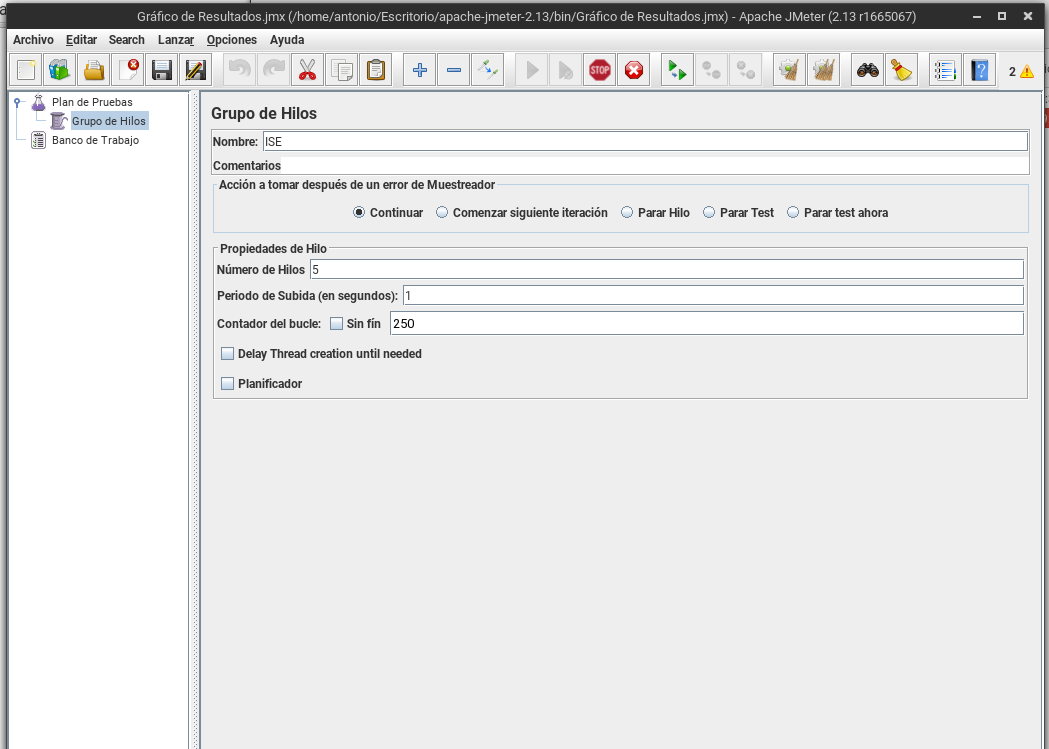 Gráfico de Resultados.jmx (/home/antonio/Escritorio/apache-jmeter-2.13/bin/Gráfico de Resultados.jmx) - Apache JMeter (2.13 r1665067)
Archivo Editar Search Lanzar Opciones Ayuda
STOP
2
Plan de Pruebas
Grupo de Hilos
Banco de Trabajo
Grupo de Hilos
Nombre: ISE
Comentarios
Acción a tomar después de un error de Muestreador
Continuar Comenzar siguiente iteración Parar Hilo Parar Test Parar test ahora
Propiedades de Hilo
Número de Hilos 5
Periodo de Subida (en segundos): 1
Contador del bucle: Sin fín 250
Delay Thread creation until needed
Planificador